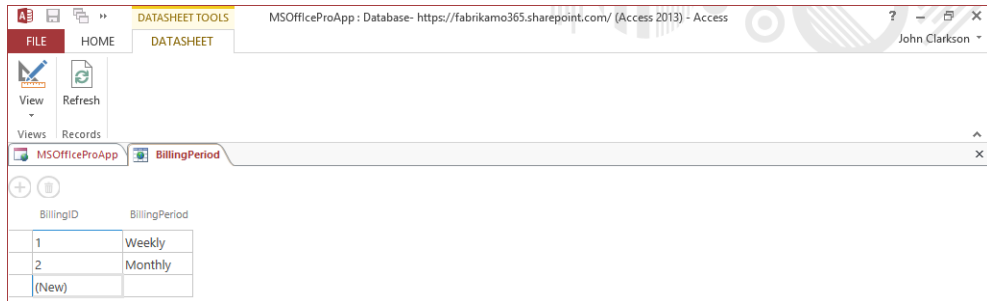 DATASHEET TOOLS MSOffIceProApp : Database- https://fabrikamo365.sharepoint.com/ (Access 2013) - Access ?
FILE HOME DATASHEET John Clarkson
View Refresh
Views Records
MSOffIceProApp BillingPeriod
BillingID BillingPeriod
1 Weekly
2 Monthly
(New)